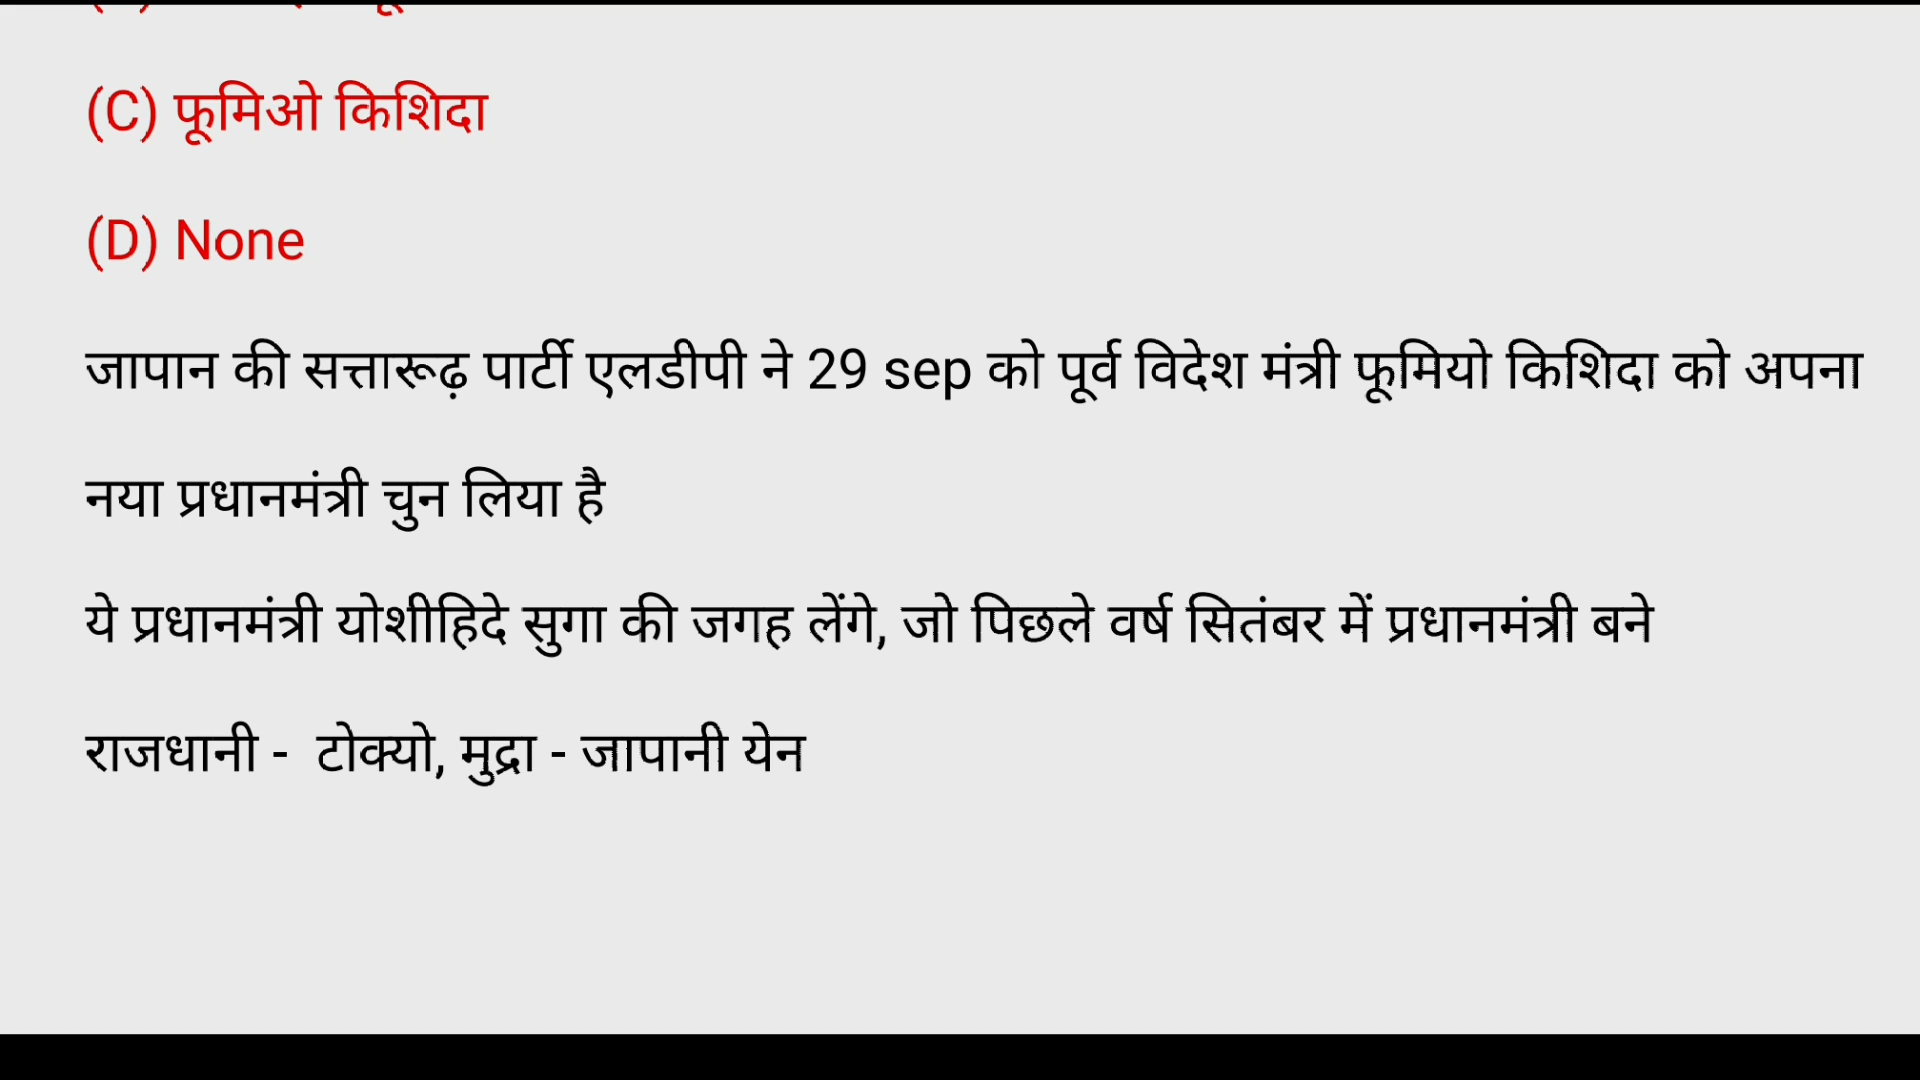 (C) फूमिओ किशिदा
(D) None
जापान की सत्तारूढ़ पार्टी एलडीपी ने 29 sep को पूर्व विदेश मंत्री फूमियो किशिदा को अपना
नया प्रधानमंत्री चुन लिया है
ये प्रधानमंत्री योशीहिदे सुगा की जगह लेंगे, जो पिछले वर्ष सितंबर में प्रधानमंत्री बने
राजधानी - टोक्यो, मुद्रा - जापानी येन